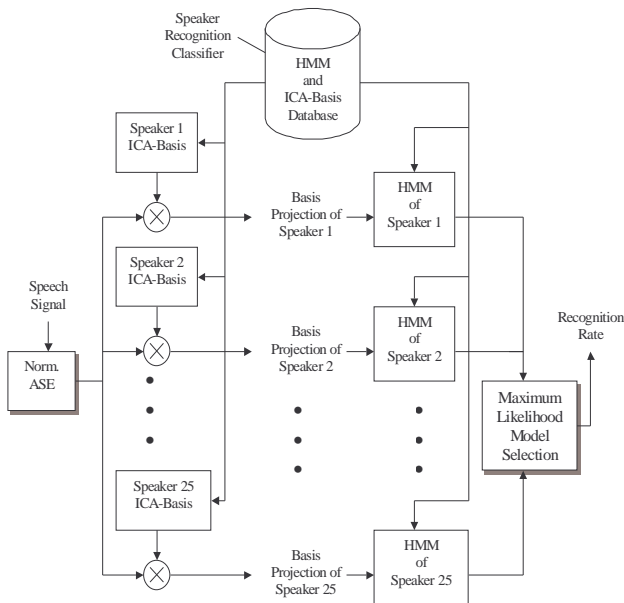 Speaker
Recognition
Classifier
HMM
and
ICA-Basis
Database
Speaker 1
ICA-Basis
Basis
Projection of
Speaker 1
HMM
of
Speaker 1
Speaker 2
ICA-Basis
Speech
Signal
Norm.
ASE
Basis
Projection of
Speaker 2
HMM
of
Speaker 2
Recognition
Rate
Maximum
Likelihood
Model
Selection
Speaker 25
ICA-Basis
Basis
Projection of
Speaker 25
HMM
of
Speaker 25